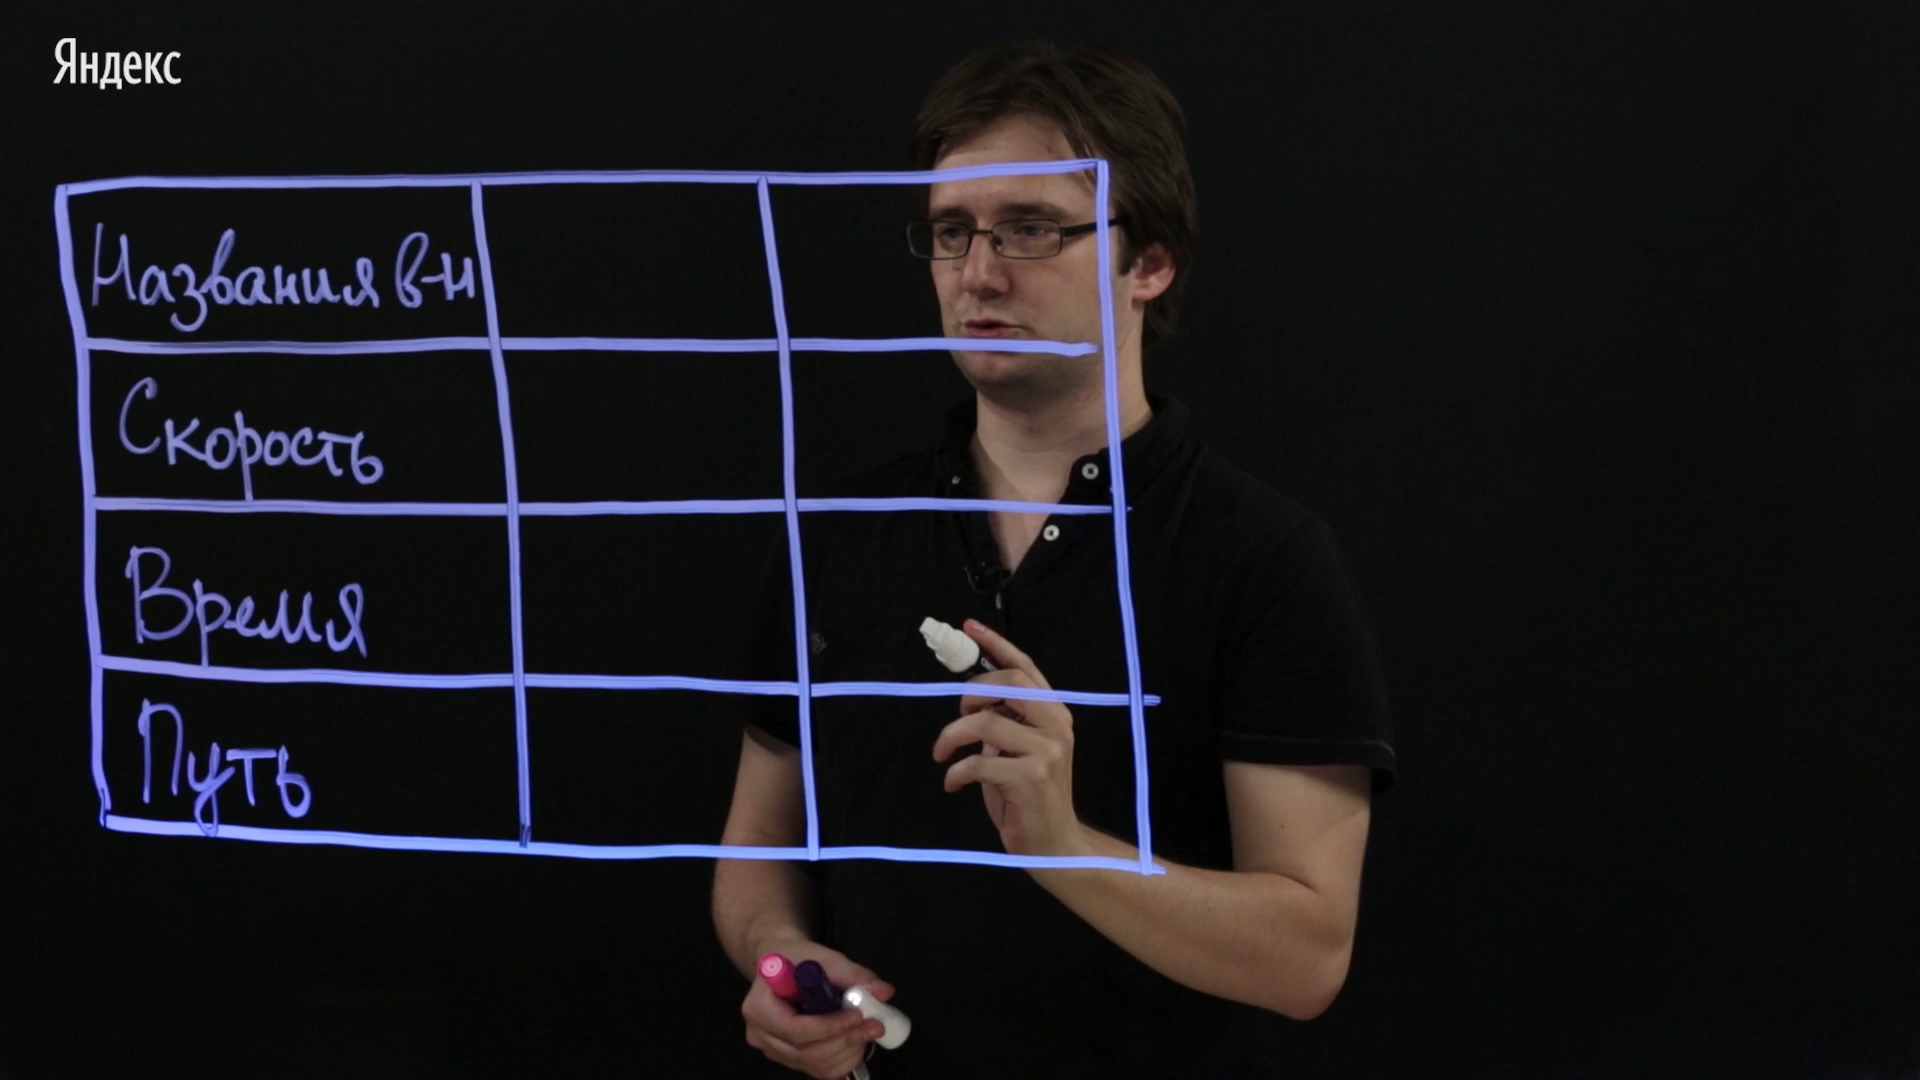 Яндекс
Названия в-н
Скорость
Время
Путь